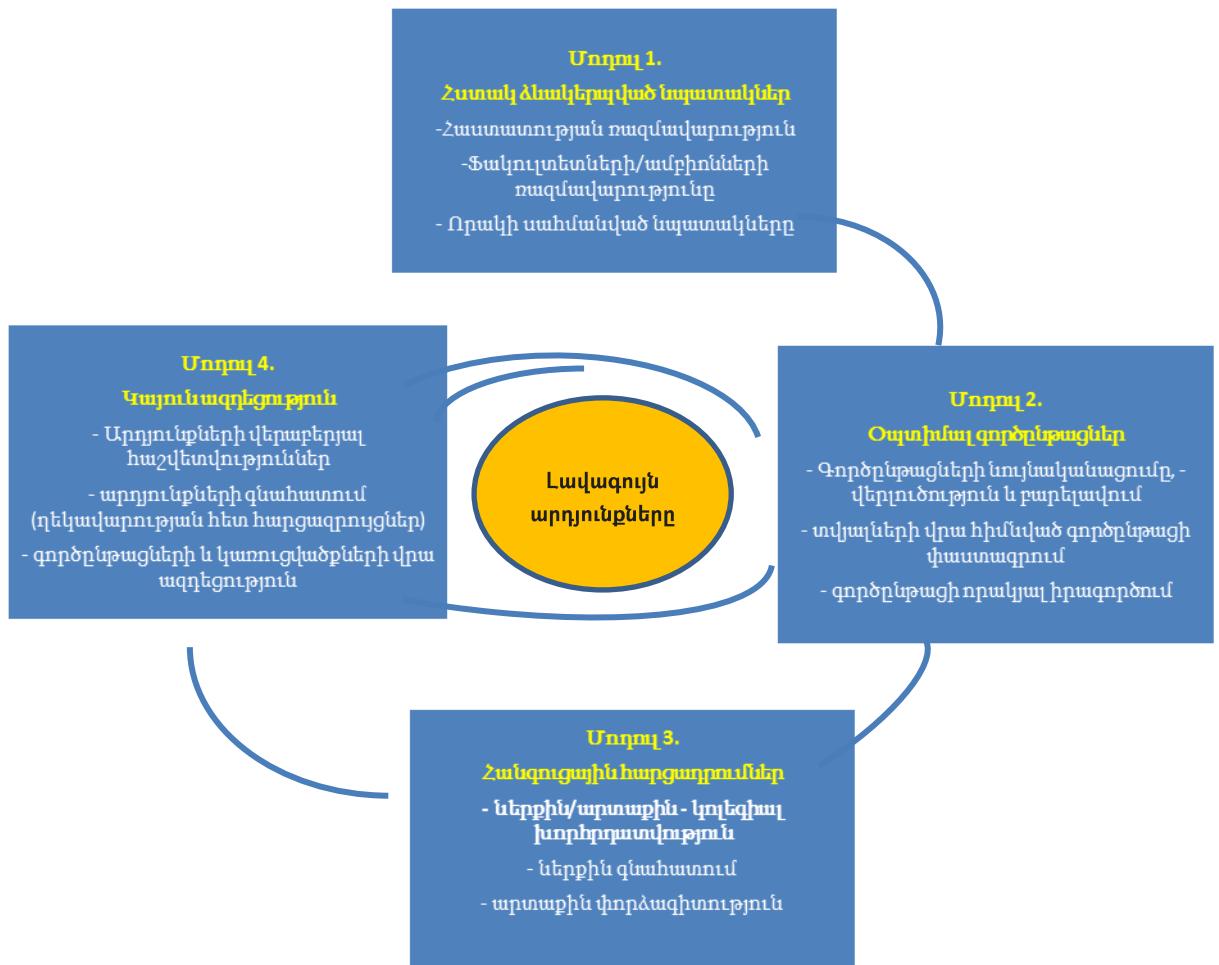 Մոդուլ 1.
Հստակ ձևակերպված նպատակներ
-Հաստատության ռազմավարություն
-Ֆակուլտետների/ամբիոնների
ռազմավարությունը
- Որակի սահմանված նպատակները
Մոդուլ 4.
Կայուն ազդեցություն
- Արդյունքների վերաբերյալ
հաշվետվություններ
- արդյունքների գնահատում
(ղեկավարության հետ հարցազրույցներ)
- գործընթացների և կառուցվածքների վրա
ազդեցություն
Լավագույն
արդյունքները
Մոդուլ 2.
Օպտիմալ գործընթացներ
- Գործընթացների նույնականացումը, -
վերլուծություն և բարելավում
- տվյալների վրա հիմնված գործընթացի
փաստագրում
- գործընթացի որակյալ իրագործում
Մոդուլ 3.
Հանգուցային հարցադրումներ
- ներքին/արտաքին - կոլեգիալ
խորհրդատվություն
- ներքին գնահատում
- արտաքին փորձագիտություն